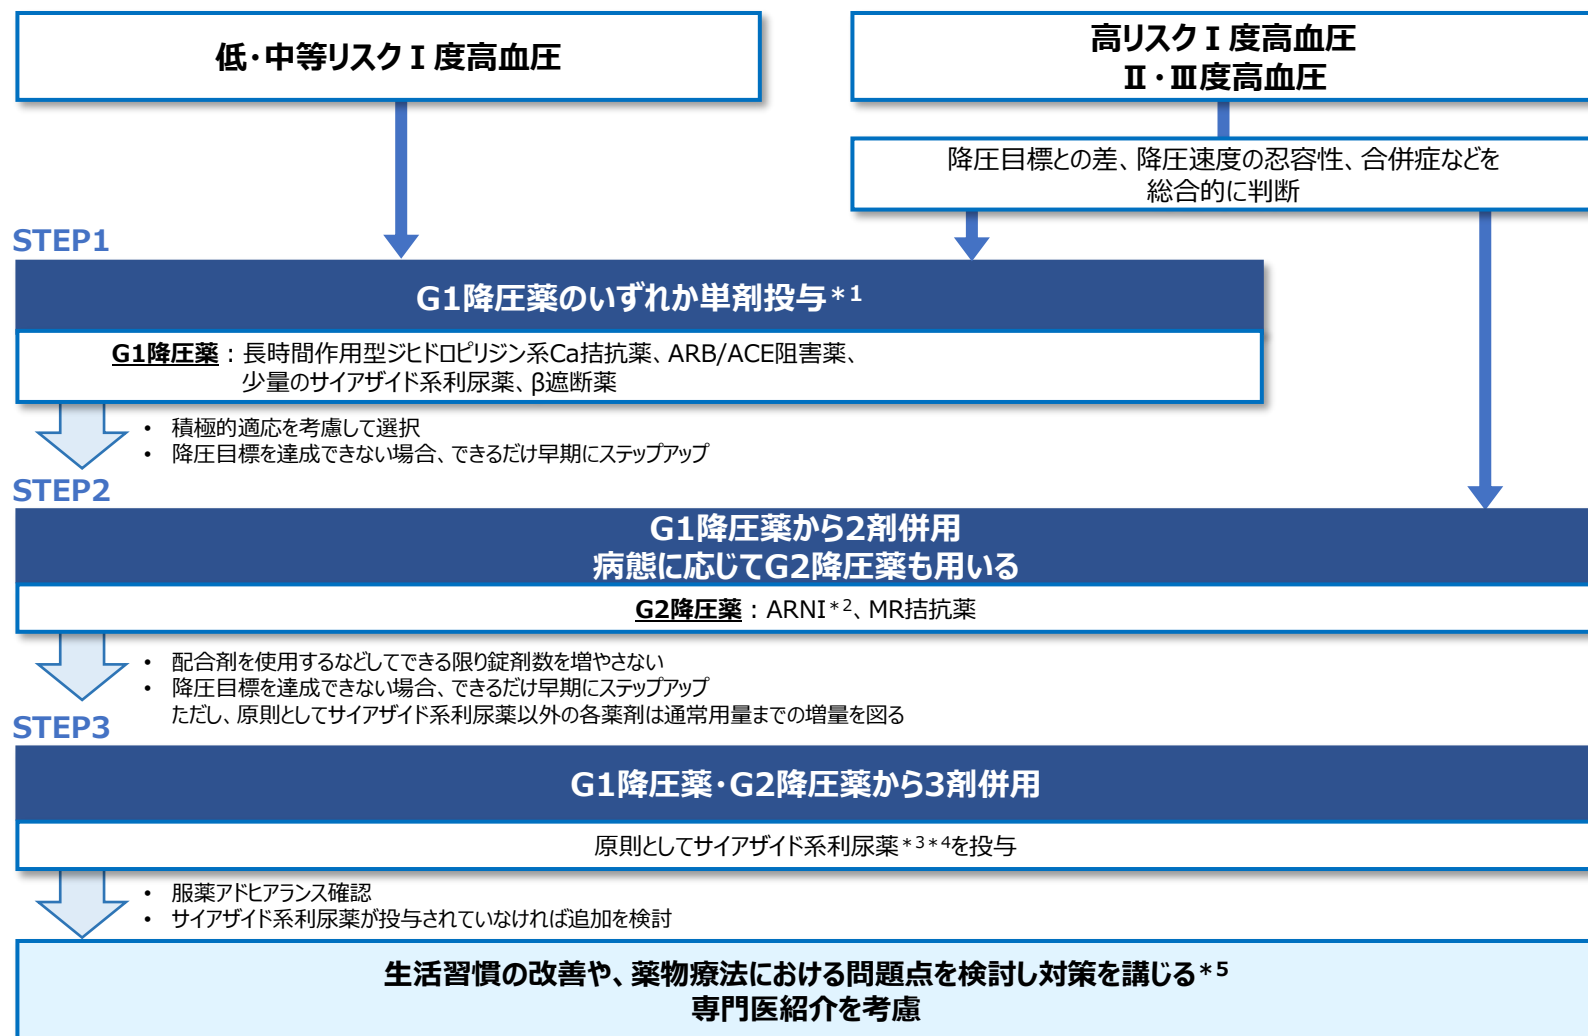 低・中等リスクⅠ度高血圧
高リスクⅠ度高血圧
Ⅱ・Ⅲ度高血圧
降圧目標との差、降圧速度の忍容性、合併症などを
総合的に判断
STEP1
G1降圧薬のいずれか単剤投与*1
G1降圧薬：長時間作用型ジヒドロピリジン系Ca拮抗薬、ARB/ACE阻害薬、
少量のサイアザイド系利尿薬、β遮断薬
• 積極的適応を考慮して選択
• 降圧目標を達成できない場合、できるだけ早期にステップアップ
STEP2
G1降圧薬から2剤併用
病態に応じてG2降圧薬も用いる
G2降圧薬：ARNI*2、MR拮抗薬
• 配合剤を使用するなどしてできる限り錠剤数を増やさない
• 降圧目標を達成できない場合、できるだけ早期にステップアップ
ただし、原則としてサイアザイド系利尿薬以外の各薬剤は通常用量までの増量を図る
STEP3
G1降圧薬・G2降圧薬から3剤併用
原則としてサイアザイド系利尿薬*3*4を投与
• 服薬アドヒアランス確認
• サイアザイド系利尿薬が投与されていなければ追加を検討
生活習慣の改善や、薬物療法における問題点を検討し対策を講じる*5
専門医紹介を考慮